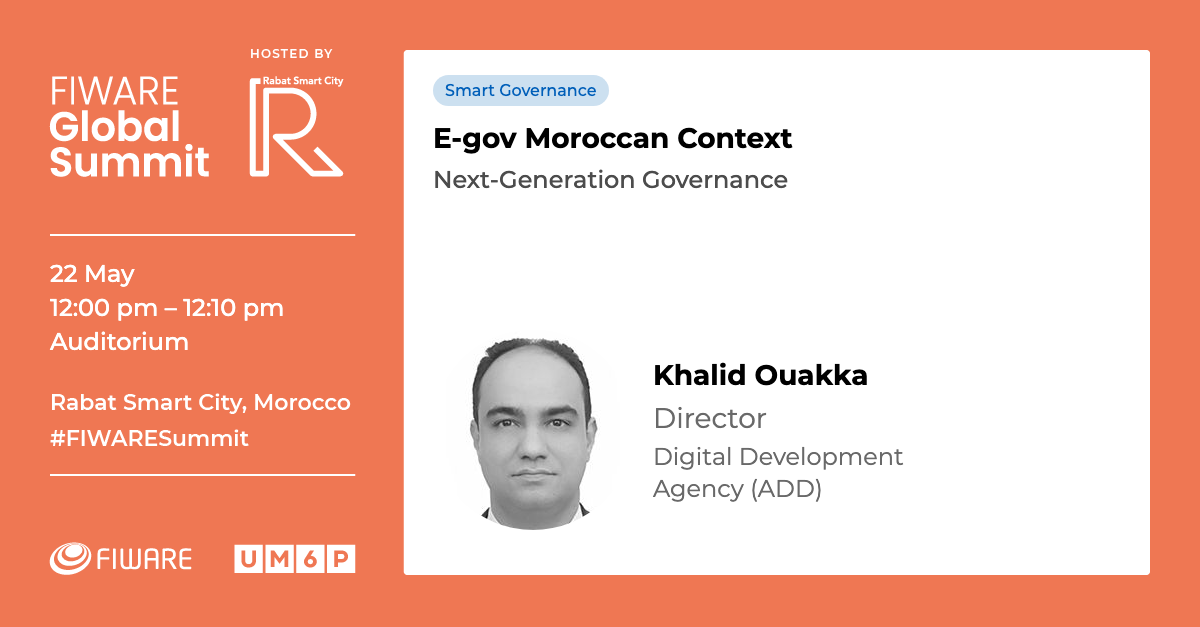 HOSTED BY
FIWARE
Global
Summit
Rabat Smart City
R
22 May
12:00 pm – 12:10 pm
Auditorium
Rabat Smart City, Morocco
#FIWARESummit
FIWARE
UM6P
Smart Governance
E-gov Moroccan Context
Next-Generation Governance
Khalid Ouakka
Director
Digital Development
Agency (ADD)